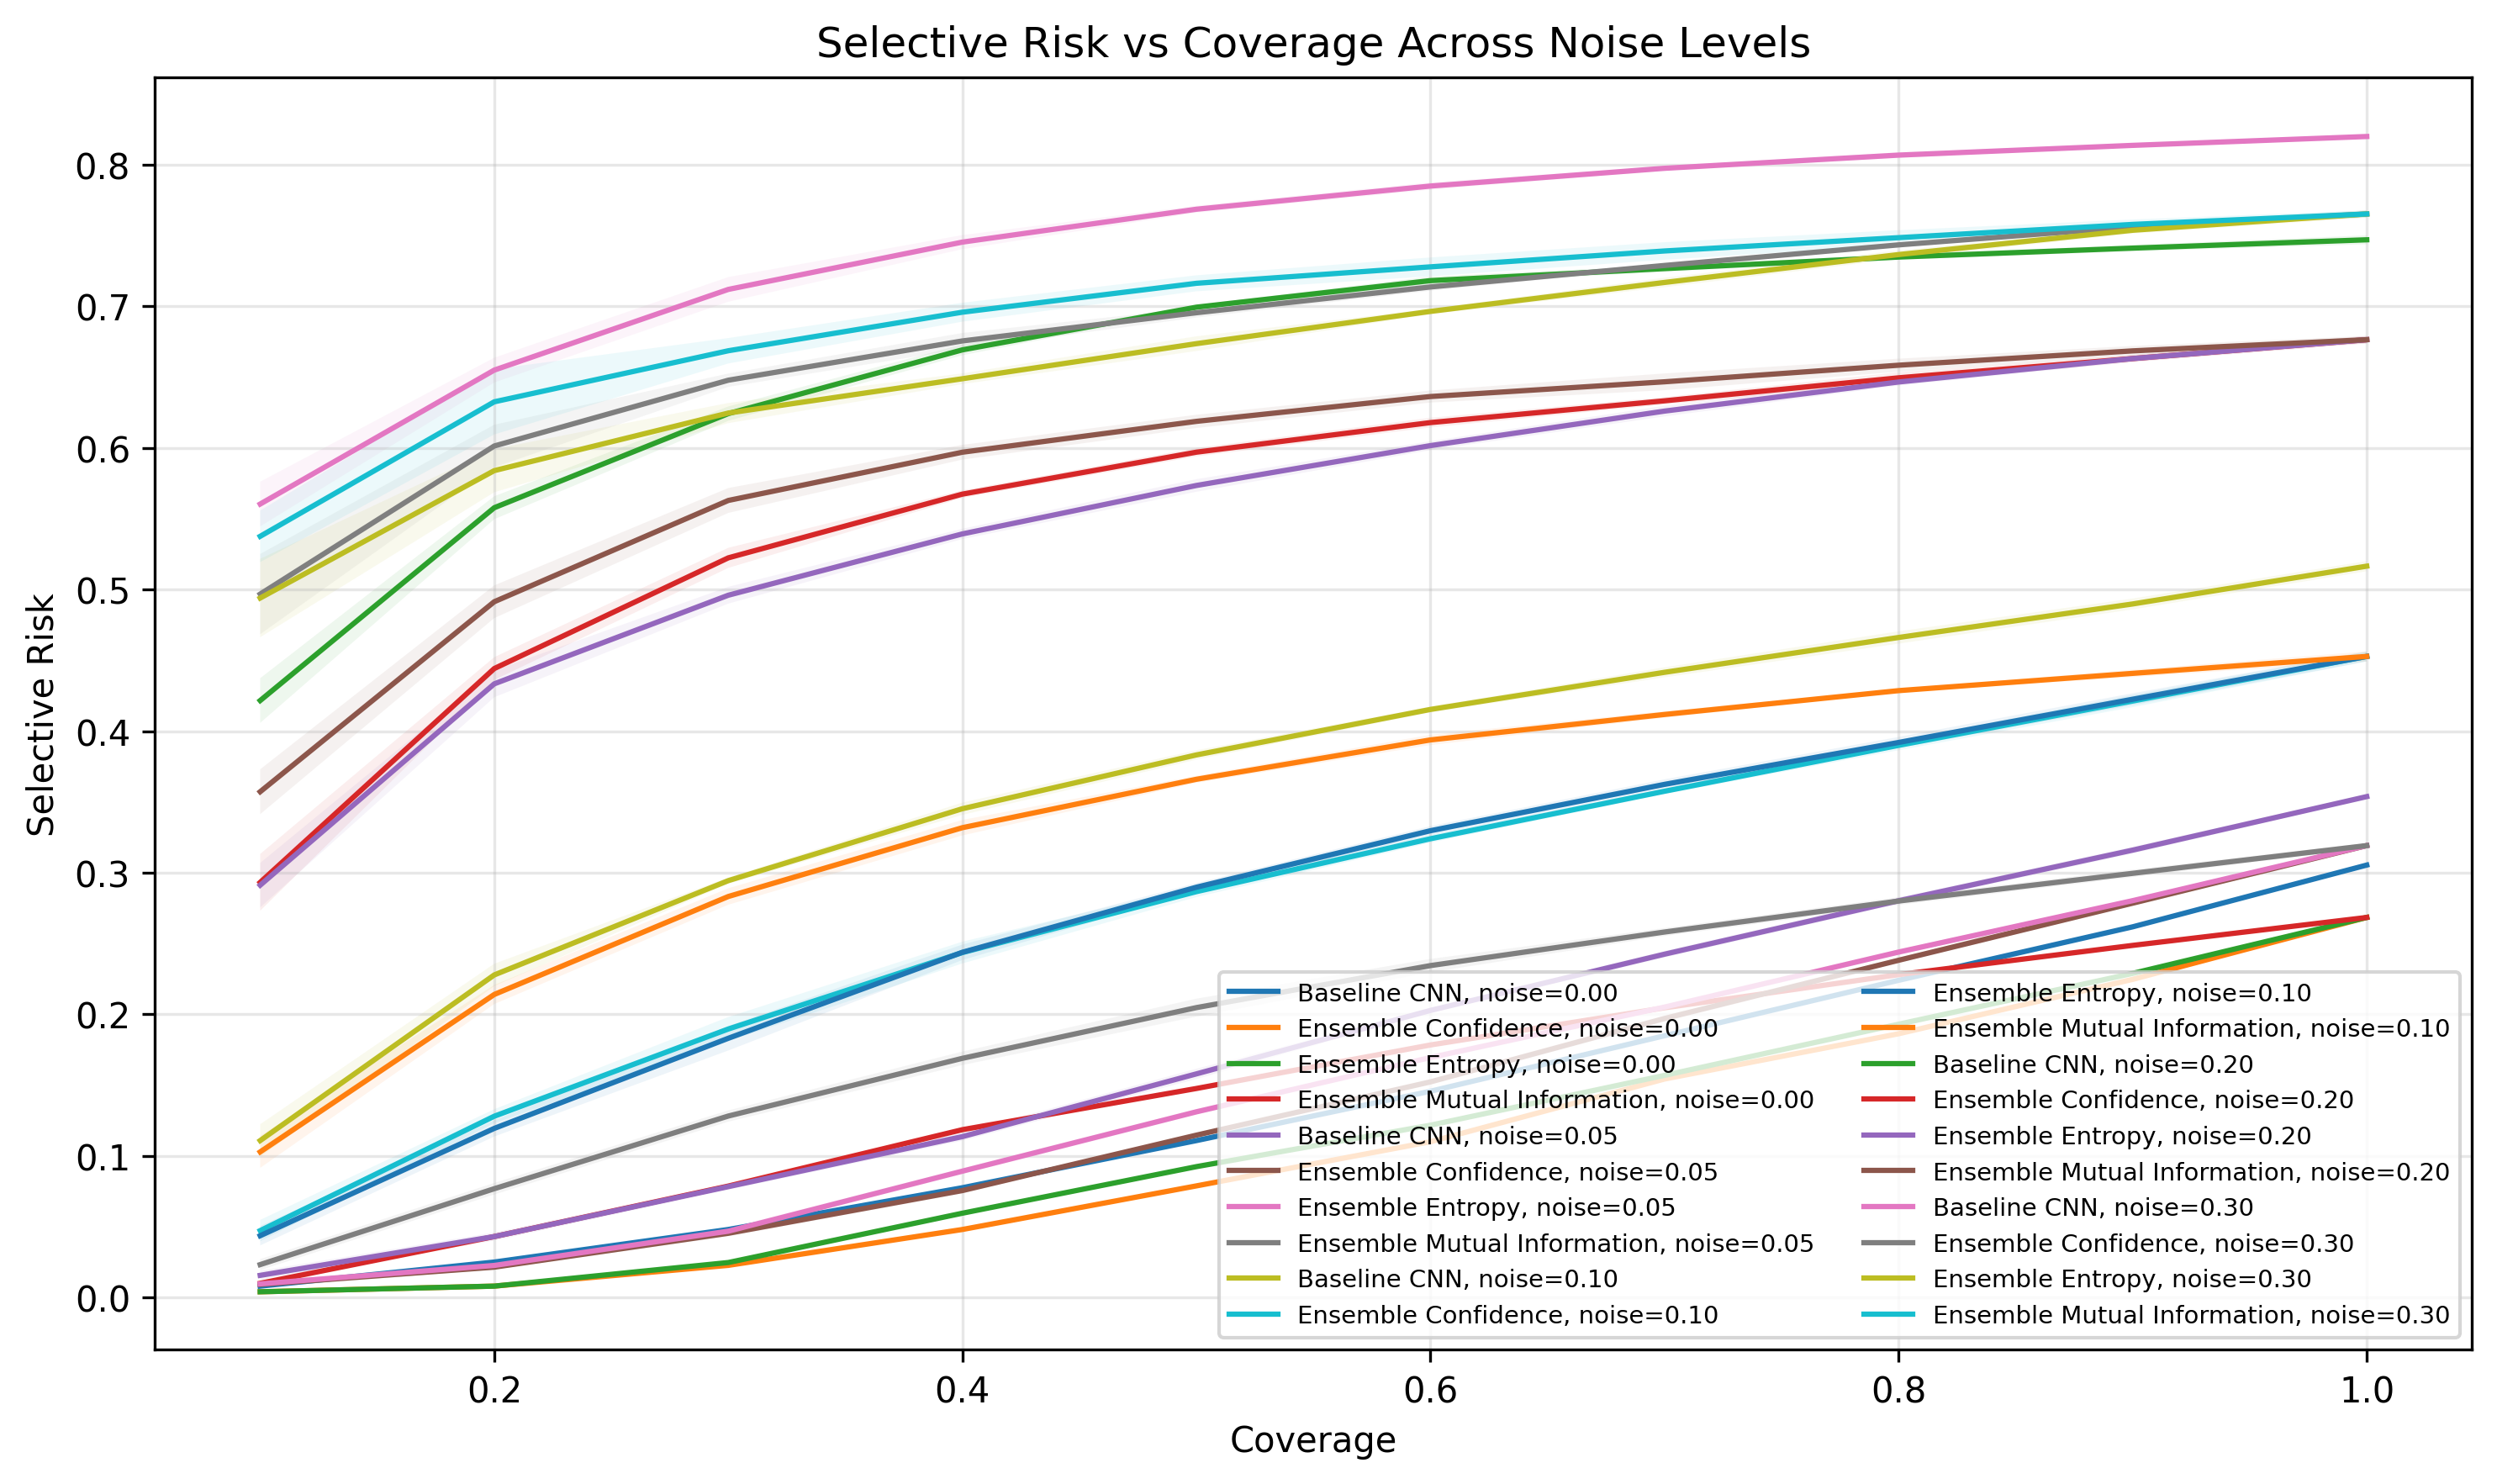 Selective Risk vs Coverage Across Noise Levels
Selective Risk
0.8
0.7
0.6
0.5
0.4
0.3
0.2
0.1
0.0
Baseline CNN, noise=0.00
Ensemble Confidence, noise=0.00
Ensemble Entropy, noise=0.00
Ensemble Mutual Information, noise=0.00
Baseline CNN, noise=0.05
Ensemble Confidence, noise=0.05
Ensemble Entropy, noise=0.05
Ensemble Mutual Information, noise=0.05
Baseline CNN, noise=0.10
Ensemble Confidence, noise=0.10
Ensemble Entropy, noise=0.10
Ensemble Mutual Information, noise=0.10
Baseline CNN, noise=0.20
Ensemble Confidence, noise=0.20
Ensemble Entropy, noise=0.20
Ensemble Mutual Information, noise=0.20
Baseline CNN, noise=0.30
Ensemble Confidence, noise=0.30
Ensemble Entropy, noise=0.30
Ensemble Mutual Information, noise=0.30
0.2 0.4 0.6 0.8 1.0
Coverage